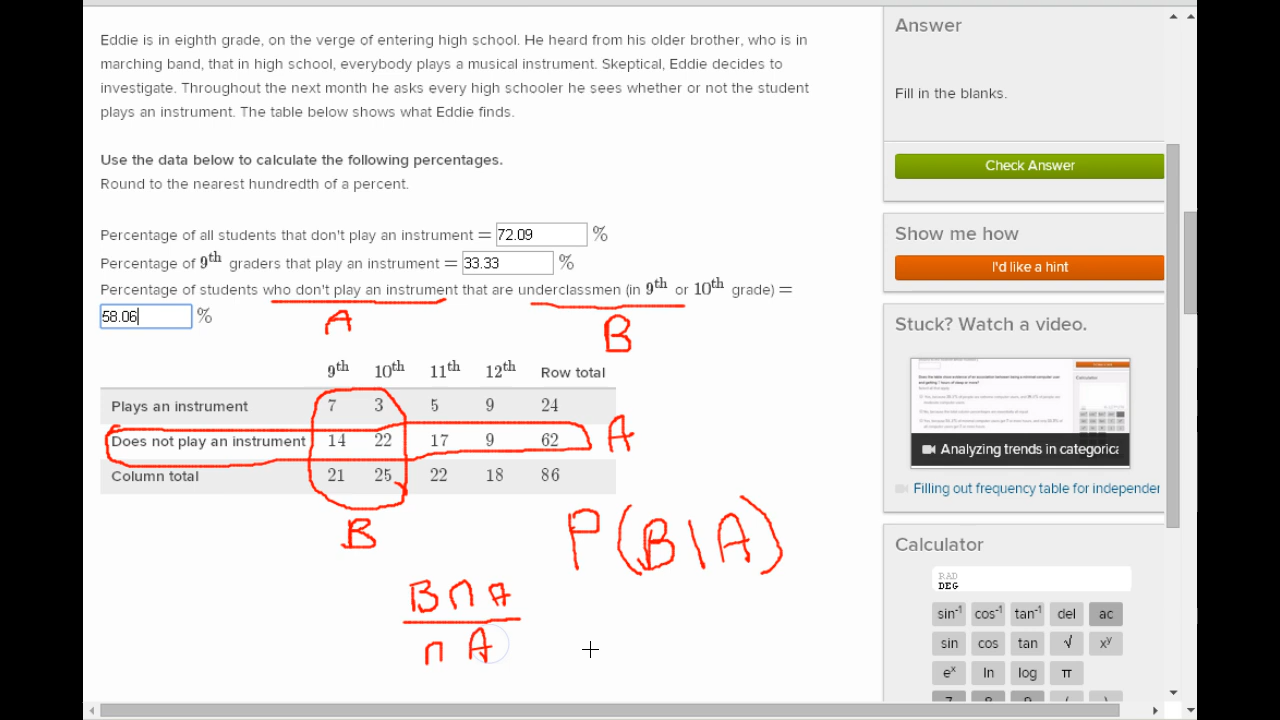 Eddie is in eighth grade, on the verge of entering high school. He heard from his older brother, who is in
marching band, that in high school, everybody plays a musical instrument. Skeptical, Eddie decides to
investigate. Throughout the next month he asks every high schooler he sees whether or not the student
plays an instrument. The table below shows what Eddie finds.
Use the data below to calculate the following percentages.
Round to the nearest hundredth of a percent.
Percentage of all students that don't play an instrument = 72.09 %
Percentage of 9th graders that play an instrument = 33.33 %
Percentage of students who don't play an instrument that are underclassmen (in 9th or 10th grade) =
58.06 %
A
B
9th 10th 11th 12th Row total
Plays an instrument 7 3 5 9 24
Does not play an instrument 14 22 17 9 62 A
Column total 21 25 22 18 86
B
P(B|A)
B∩A
n A
Answer
Fill in the blanks.
Check Answer
Show me how
I'd like a hint
Stuck? Watch a video.
Analyzing trends in categorica
Filling out frequency table for independer
Calculator
RAD
DEG
sin-1 cos-1 tan-1 del ac
sin cos tan √ xy
ex ln log π